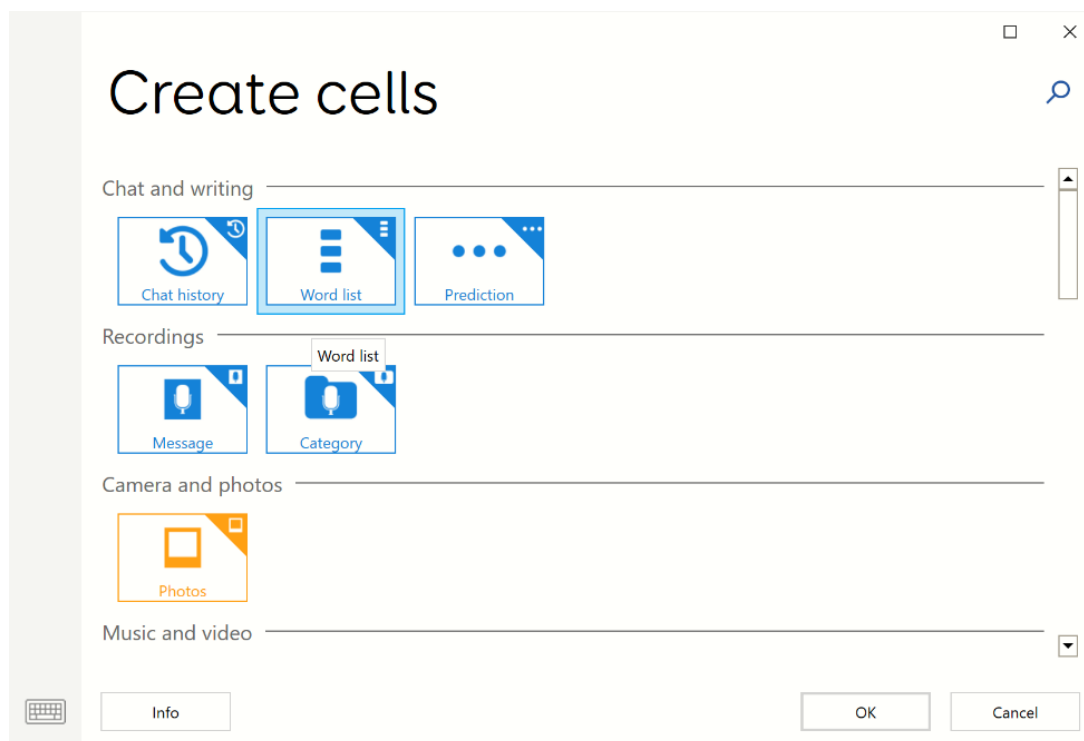 Create cells
Chat and writing
Chat history
Word list
Prediction
Recordings
Word list
Message
Category
Camera and photos
Photos
Music and video
Info
OK
Cancel